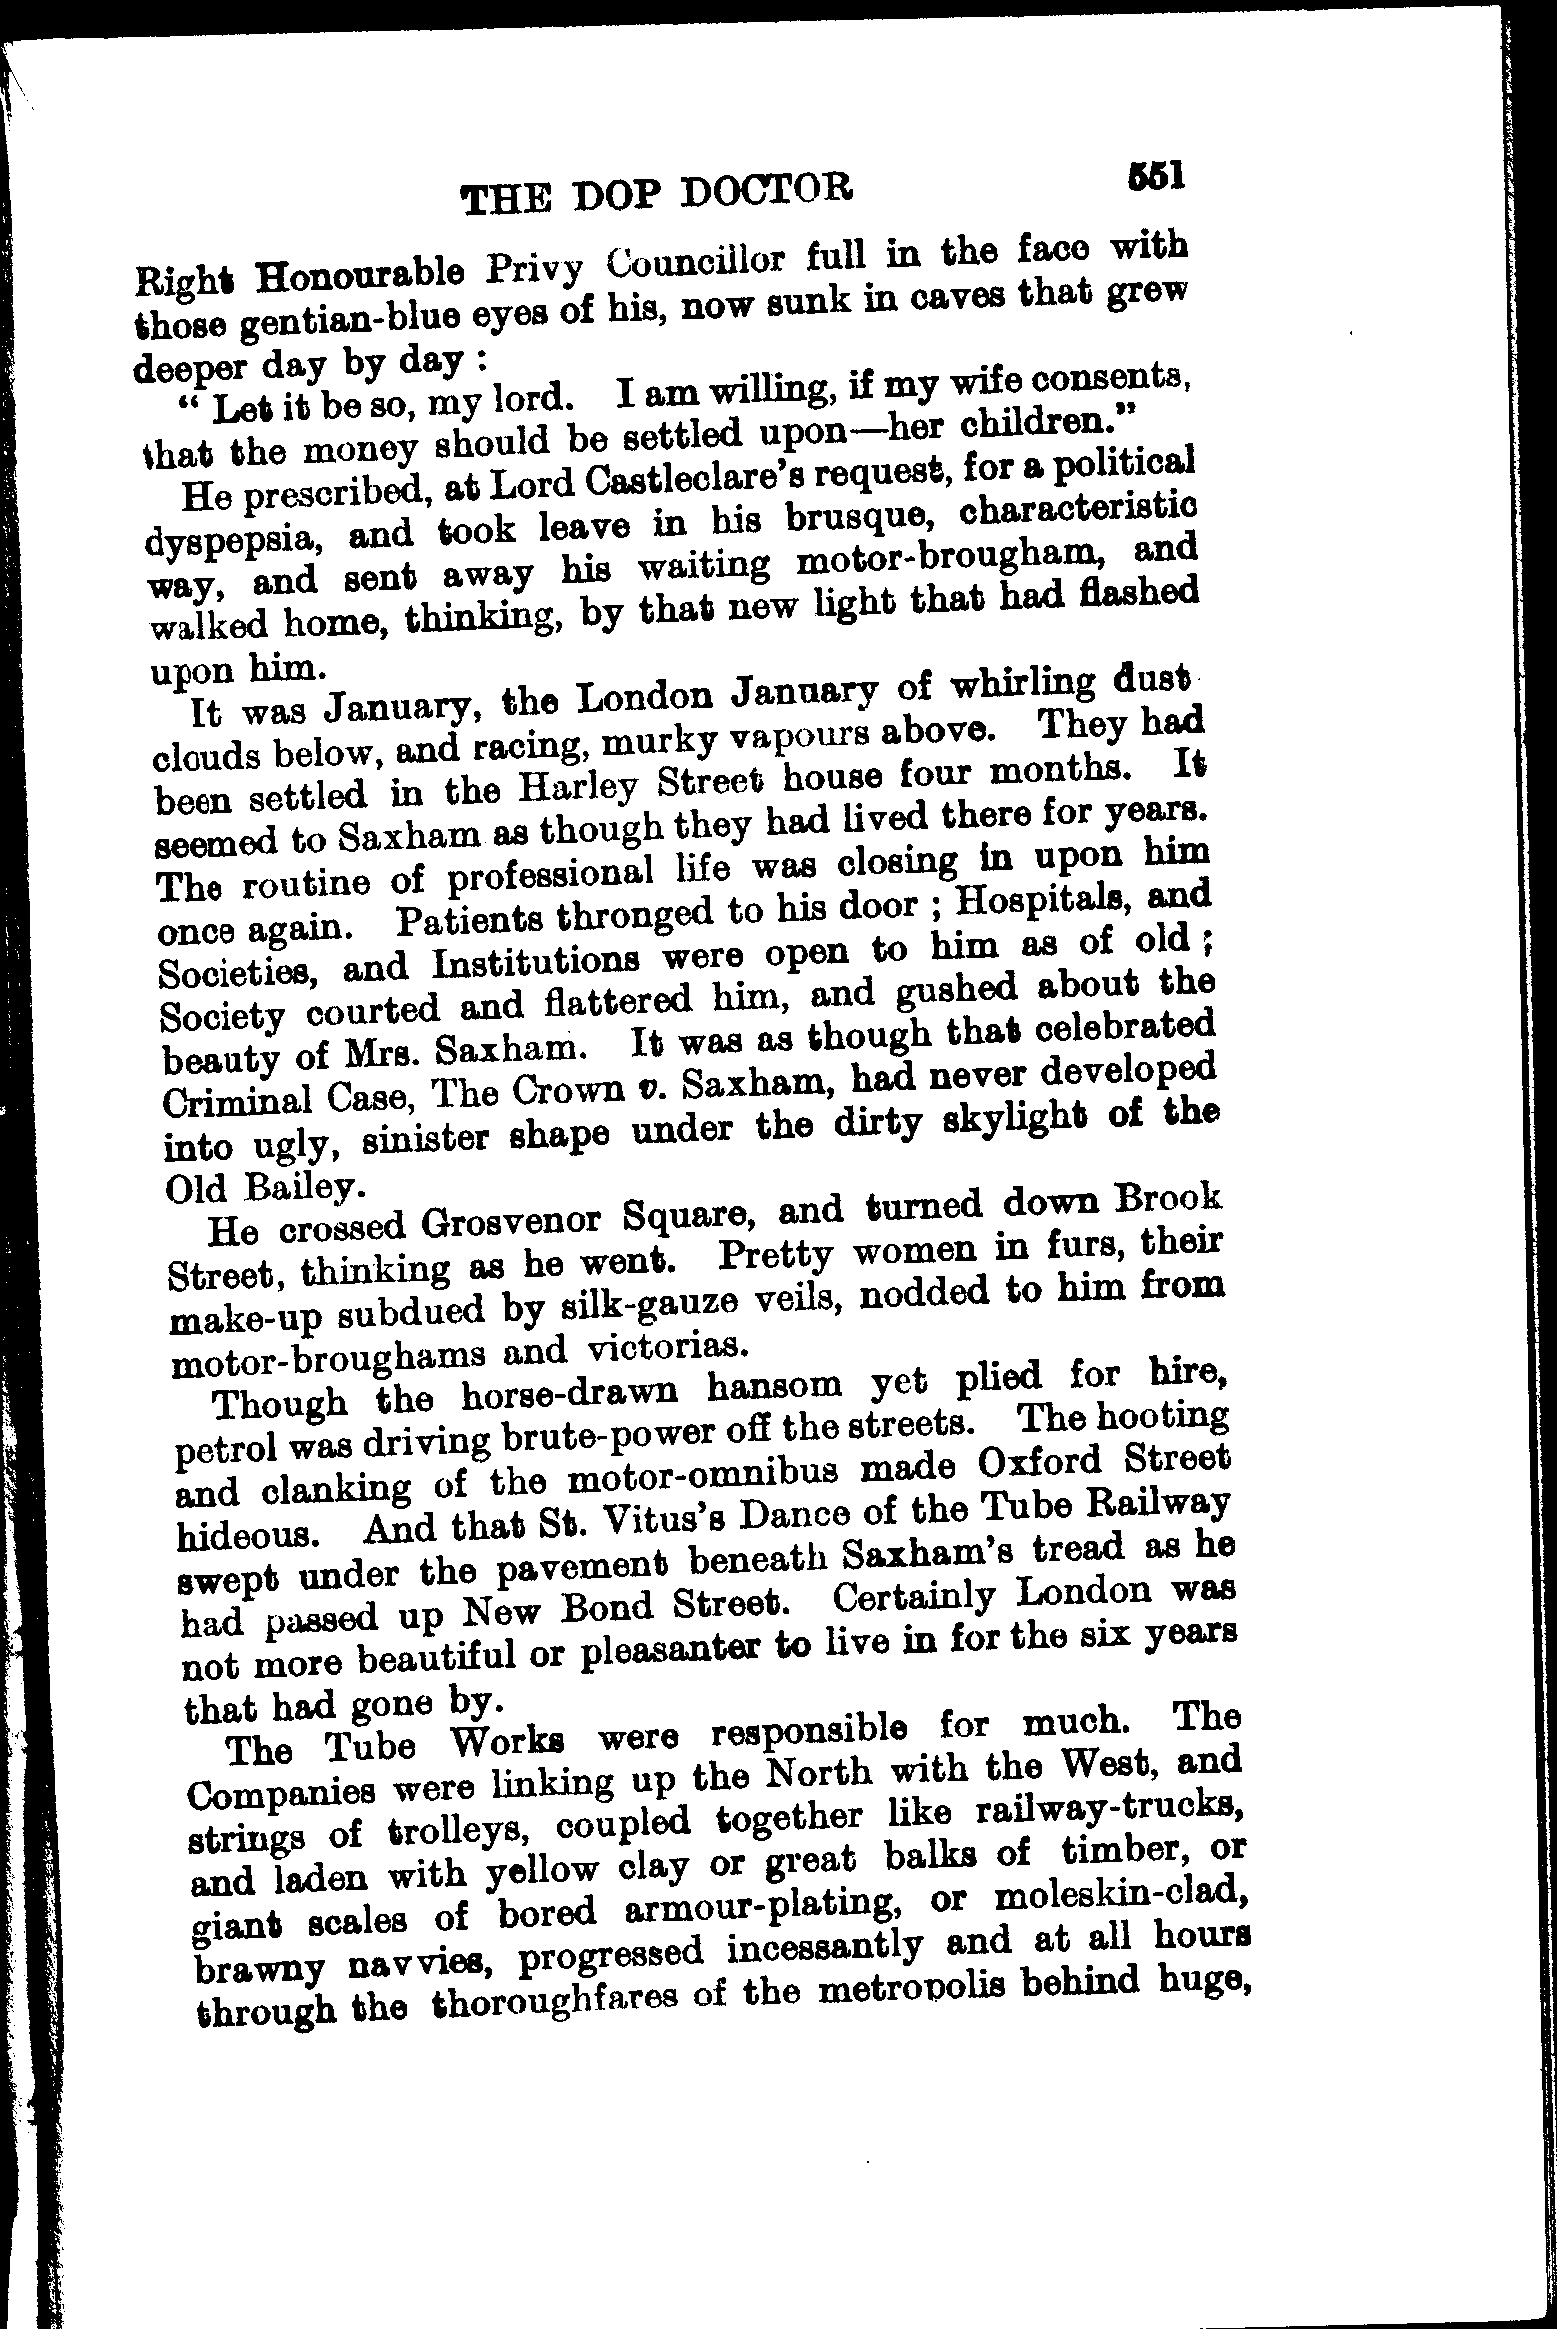 THE DOP DOCTOR 551
Right Honourable Privy Councillor full in the face with
those gentian-blue eyes of his, now sunk in caves that grew
deeper day by day :
“ Let it be so, my lord. I am willing, if my wife consents,
that the money should be settled upon—her children.”
He prescribed, at Lord Castleclare’s request, for a political
dyspepsia, and took leave in his brusque, characteristic
way, and sent away his waiting motor-brougham, and
walked home, thinking, by that new light that had flashed
upon him.
It was January, the London January of whirling dust
clouds below, and racing, murky vapours above. They had
been settled in the Harley Street house four months. It
seemed to Saxham as though they had lived there for years.
The routine of professional life was closing in upon him
once again. Patients thronged to his door ; Hospitals, and
Societies, and Institutions were open to him as of old ;
Society courted and flattered him, and gushed about the
beauty of Mrs. Saxham. It was as though that celebrated
Criminal Case, The Crown v. Saxham, had never developed
into ugly, sinister shape under the dirty skylight of the
Old Bailey.
He crossed Grosvenor Square, and turned down Brook
Street, thinking as he went. Pretty women in furs, their
make-up subdued by silk-gauze veils, nodded to him from
motor-broughams and victorias.
Though the horse-drawn hansom yet plied for hire,
petrol was driving brute-power off the streets. The hooting
and clanking of the motor-omnibus made Oxford Street
hideous. And that St. Vitus’s Dance of the Tube Railway
swept under the pavement beneath Saxham’s tread as he
had passed up New Bond Street. Certainly London was
not more beautiful or pleasanter to live in for the six years
that had gone by.
The Tube Works were responsible for much. The
Companies were linking up the North with the West, and
strings of trolleys, coupled together like railway-trucks,
and laden with yellow clay or great balks of timber, or
giant scales of bored armour-plating, or moleskin-clad,
brawny navvies, progressed incessantly and at all hours
through the thoroughfares of the metropolis behind huge,